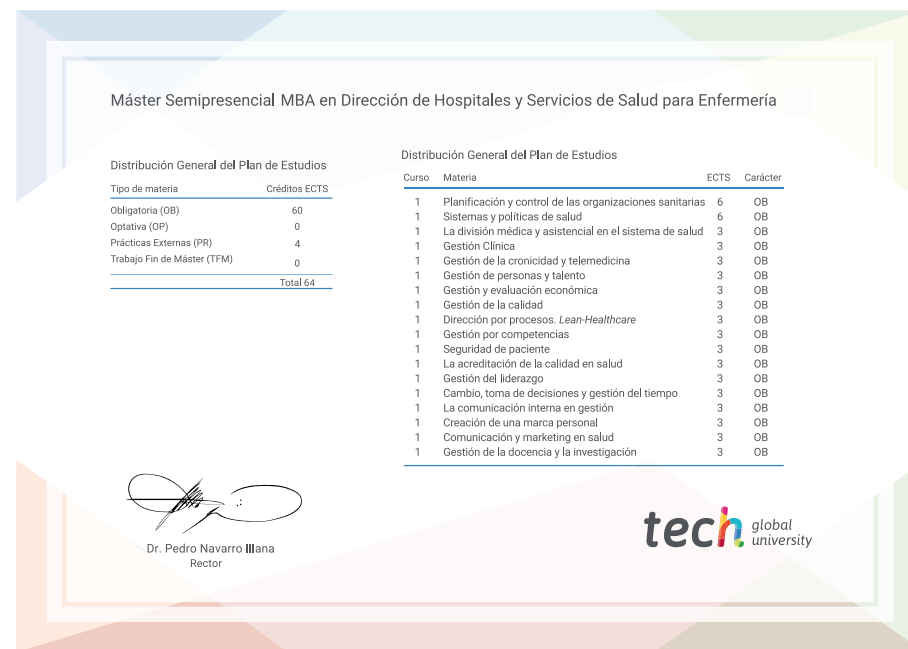 Máster Semipresencial MBA en Dirección de Hospitales y Servicios de Salud para Enfermería
Distribución General del Plan de Estudios
Tipo de materia Créditos ECTS
Obligatoria (OB) 60
Optativa (OP) 0
Prácticas Externas (PR) 4
Trabajo Fin de Máster (TFM) 0
Total 64
Distribución General del Plan de Estudios
Curso Materia ECTS Carácter
1 Planificación y control de las organizaciones sanitarias 6 OB
1 Sistemas y políticas de salud 6 OB
1 La división médica y asistencial en el sistema de salud 3 OB
1 Gestión Clínica 3 OB
1 Gestión de la cronicidad y telemedicina 3 OB
1 Gestión de personas y talento 3 OB
1 Gestión y evaluación económica 3 OB
1 Gestión de la calidad 3 OB
1 Dirección por procesos. Lean-Healthcare 3 OB
1 Gestión por competencias 3 OB
1 Seguridad de paciente 3 OB
1 La acreditación de la calidad en salud 3 OB
1 Gestión del liderazgo 3 OB
1 Cambio, toma de decisiones y gestión del tiempo 3 OB
1 La comunicación interna en gestión 3 OB
1 Creación de una marca personal 3 OB
1 Comunicación y marketing en salud 3 OB
1 Gestión de la docencia y la investigación 3 OB
Dr. Pedro Navarro Illana
Rector
tech global
university